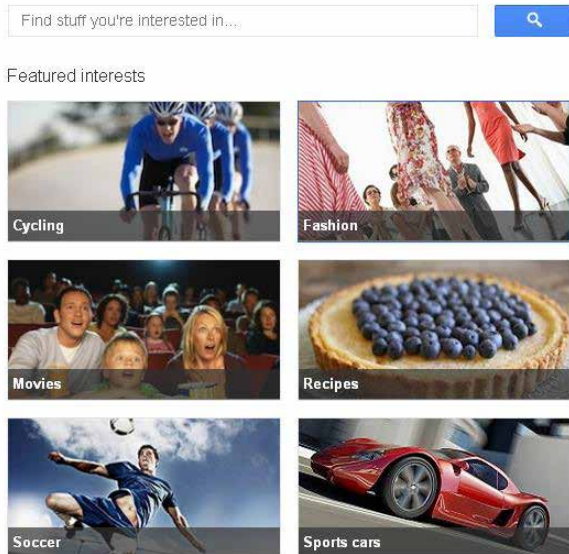 Find stuff you're interested in...
Featured interests
Cycling
Fashion
Movies
Recipes
Soccer
Sports cars